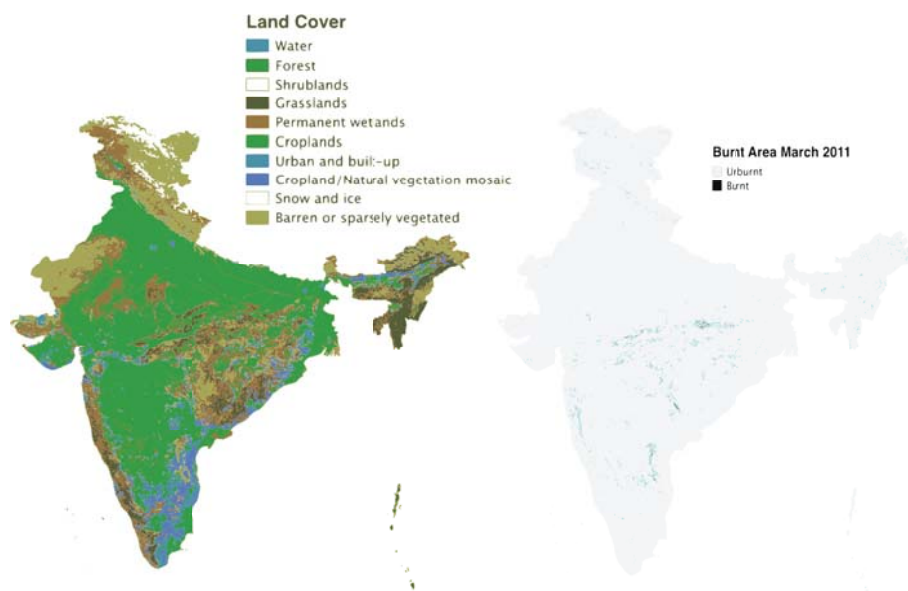 Land Cover
Water
Forest
Shrublands
Grasslands
Permanent wetands
Croplands
Urban and built-up
Cropland/Natural vegetation mosaic
Snow and ice
Barren or sparsely vegetated
Burnt Area March 2011
Urburnt
Burnt